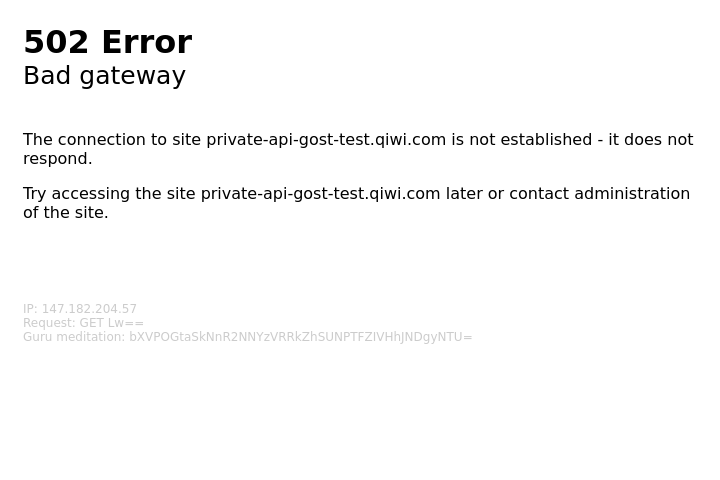 502 Error
Bad gateway
The connection to site private-api-gost-test.qiwi.com is not established - it does not
respond.
Try accessing the site private-api-gost-test.qiwi.com later or contact administration
of the site.
IP: 147.182.204.57
Request: GET Lw==
Guru meditation: bXVPOGtaSkNnR2NNYzVRRkZhSUNPTFZIVHhJNDgyNTU=